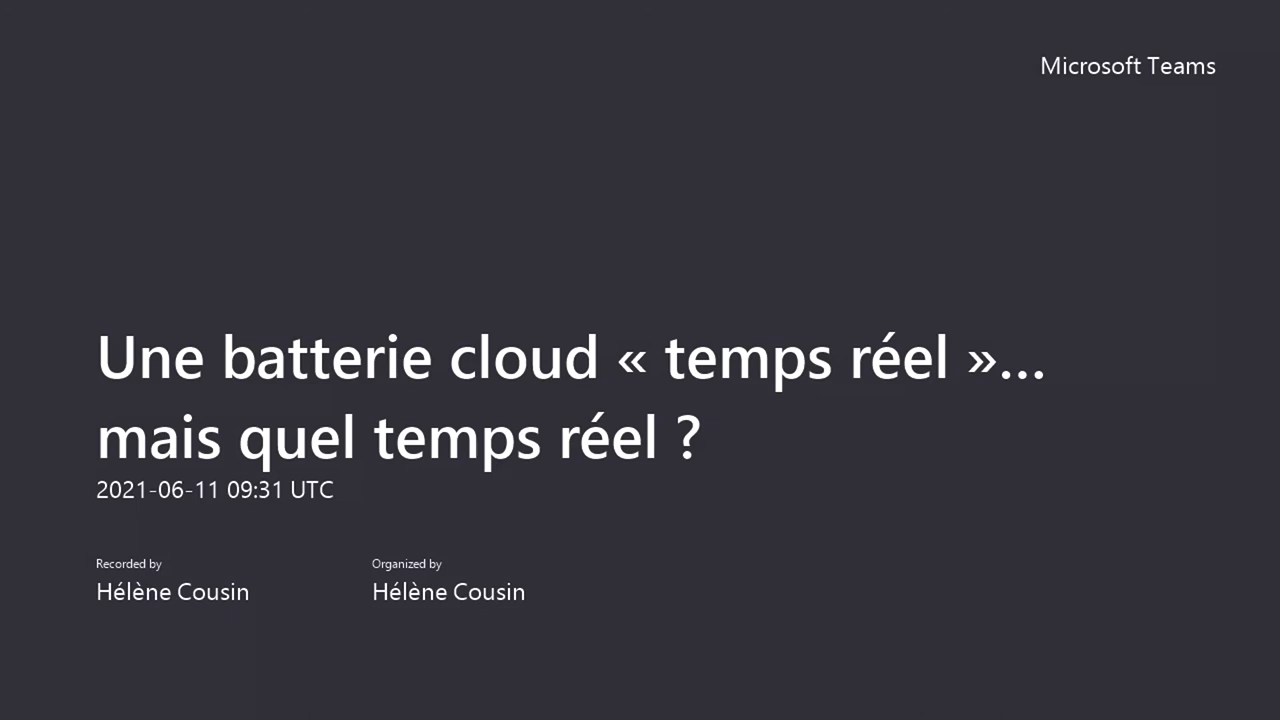 Microsoft Teams
Une batterie cloud « temps réel »...
mais quel temps réel ?
2021-06-11 09:31 UTC
Recorded by
Hélène Cousin
Organized by
Hélène Cousin